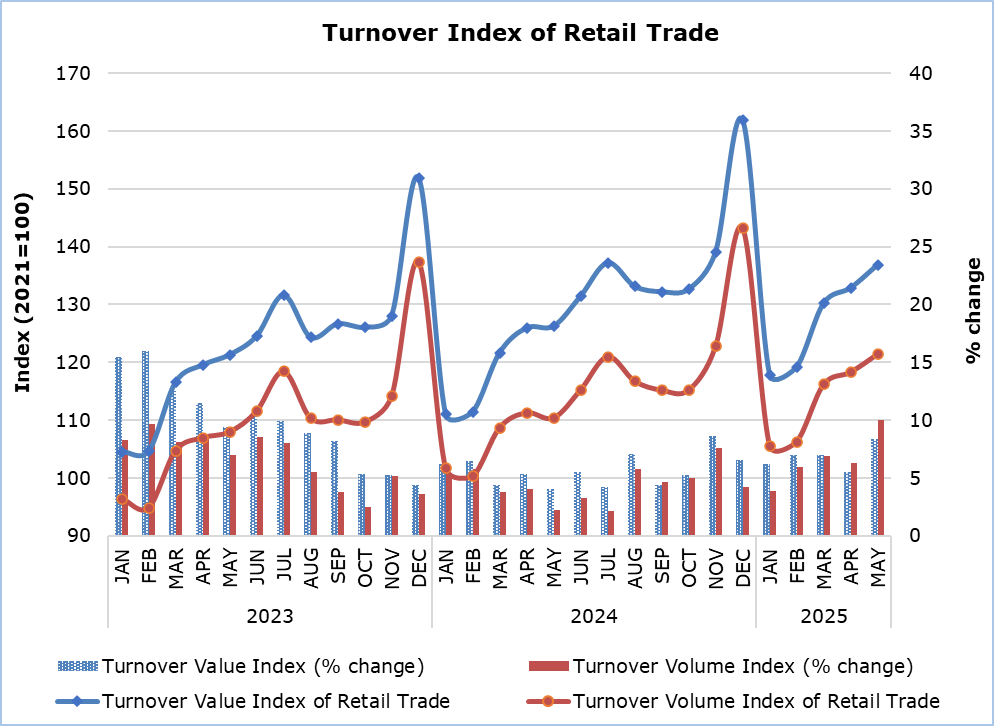 Turnover Index of Retail Trade
170 40
160 35
150 30
140 25
130 20
120 15
110 10
100 5
90 0
Index (2021=100)
% change
JAN FEB MAR APR MAY JUN JUL AUG SEP OCT NOV DEC JAN FEB MAR APR MAY JUN JUL AUG SEP OCT NOV DEC JAN FEB MAR APR MAY
2023 2024 2025
Turnover Value Index (% change) Turnover Volume Index (% change)
Turnover Value Index of Retail Trade Turnover Volume Index of Retail Trade